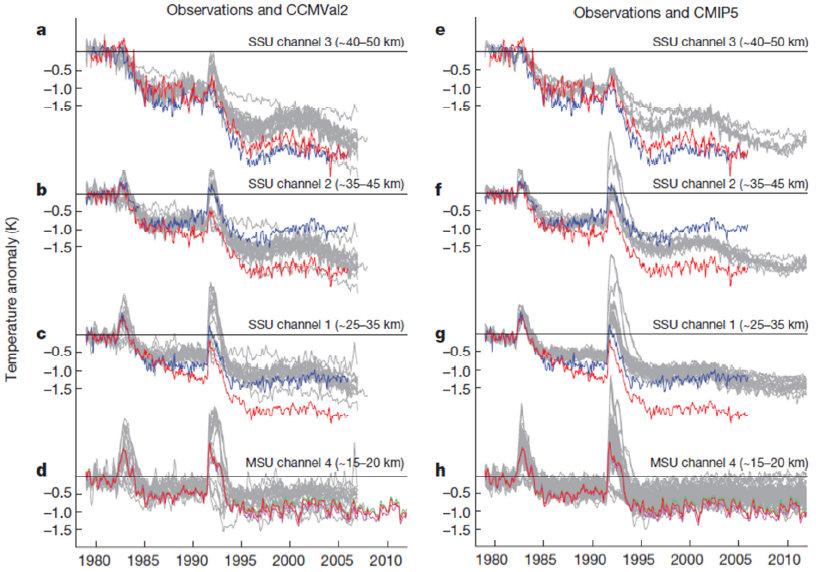 Observations and CCMVal2
Observations and CMIP5
a
SSU channel 3 (~40–50 km)
–0.5
–1.0
–1.5
b
SSU channel 2 (~35–45 km)
–0.5
–1.0
–1.5
c
SSU channel 1 (~25–35 km)
–0.5
–1.0
–1.5
d
MSU channel 4 (~15–20 km)
–0.5
–1.0
–1.5
Temperature anomaly (K)
1980 1985 1990 1995 2000 2005
e
SSU channel 3 (~40–50 km)
–0.5
–1.0
–1.5
f
SSU channel 2 (~35–45 km)
–0.5
–1.0
–1.5
g
SSU channel 1 (~25–35 km)
–0.5
–1.0
–1.5
h
MSU channel 4 (~15–20 km)
–0.5
–1.0
–1.5
1980 1985 1990 1995 2000 2005 2010